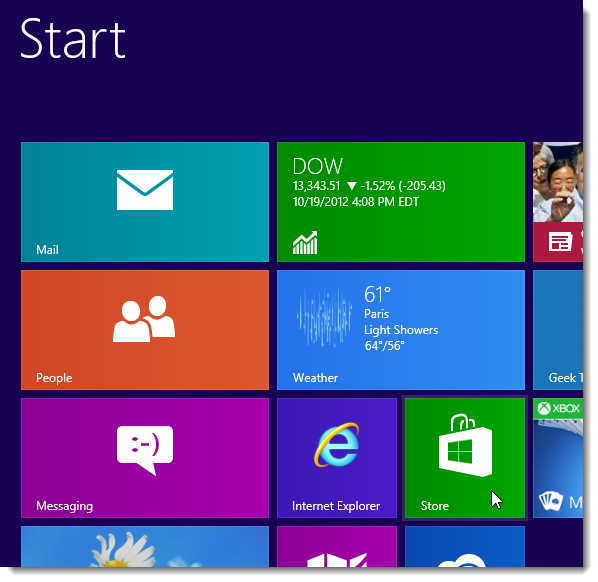 Start
Mail
DOW
13,343.51 ▼ -1.52% (-205.43)
10/19/2012 4:08 PM EDT
People
61°
Paris
Light Showers
64°/56°
Weather
Geek T
Messaging
:-)
Internet Explorer
Store
XBOX
M